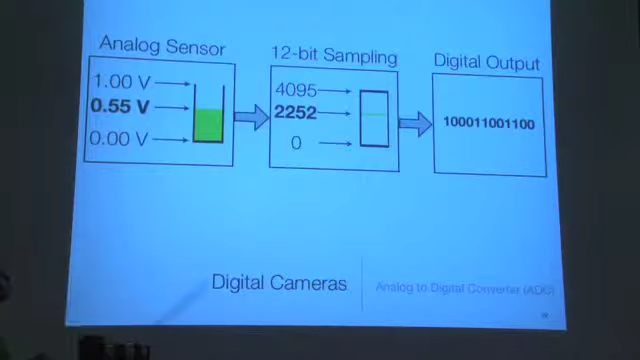 Analog Sensor
1.00 V
0.55 V
0.00 V
12-bit Sampling
4095
2252
0
Digital Output
100011001100
Digital Cameras
Analog to Digital Converter (ADC)